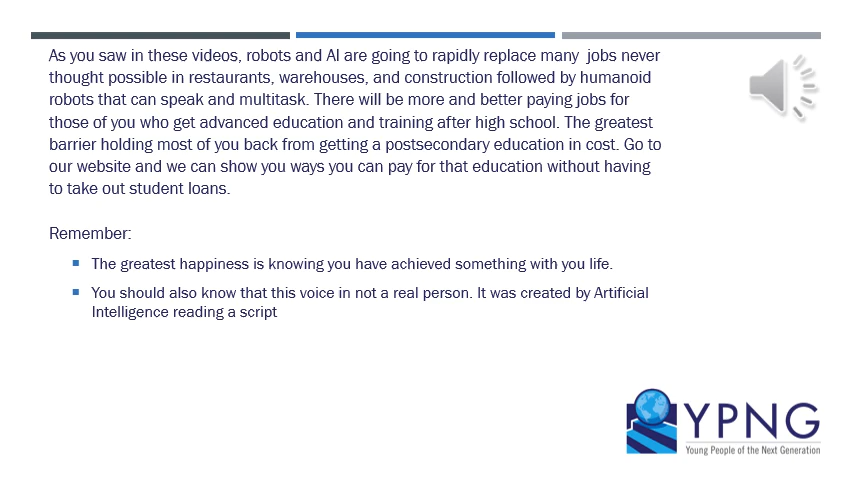 As you saw in these videos, robots and AI are going to rapidly replace many  jobs never
thought possible in restaurants, warehouses, and construction followed by humanoid
robots that can speak and multitask. There will be more and better paying jobs for
those of you who get advanced education and training after high school. The greatest
barrier holding most of you back from getting a postsecondary education in cost. Go to
our website and we can show you ways you can pay for that education without having
to take out student loans.
Remember:
The greatest happiness is knowing you have achieved something with you life.
You should also know that this voice in not a real person. It was created by Artificial
Intelligence reading a script
YPNG
Young People of the Next Generation